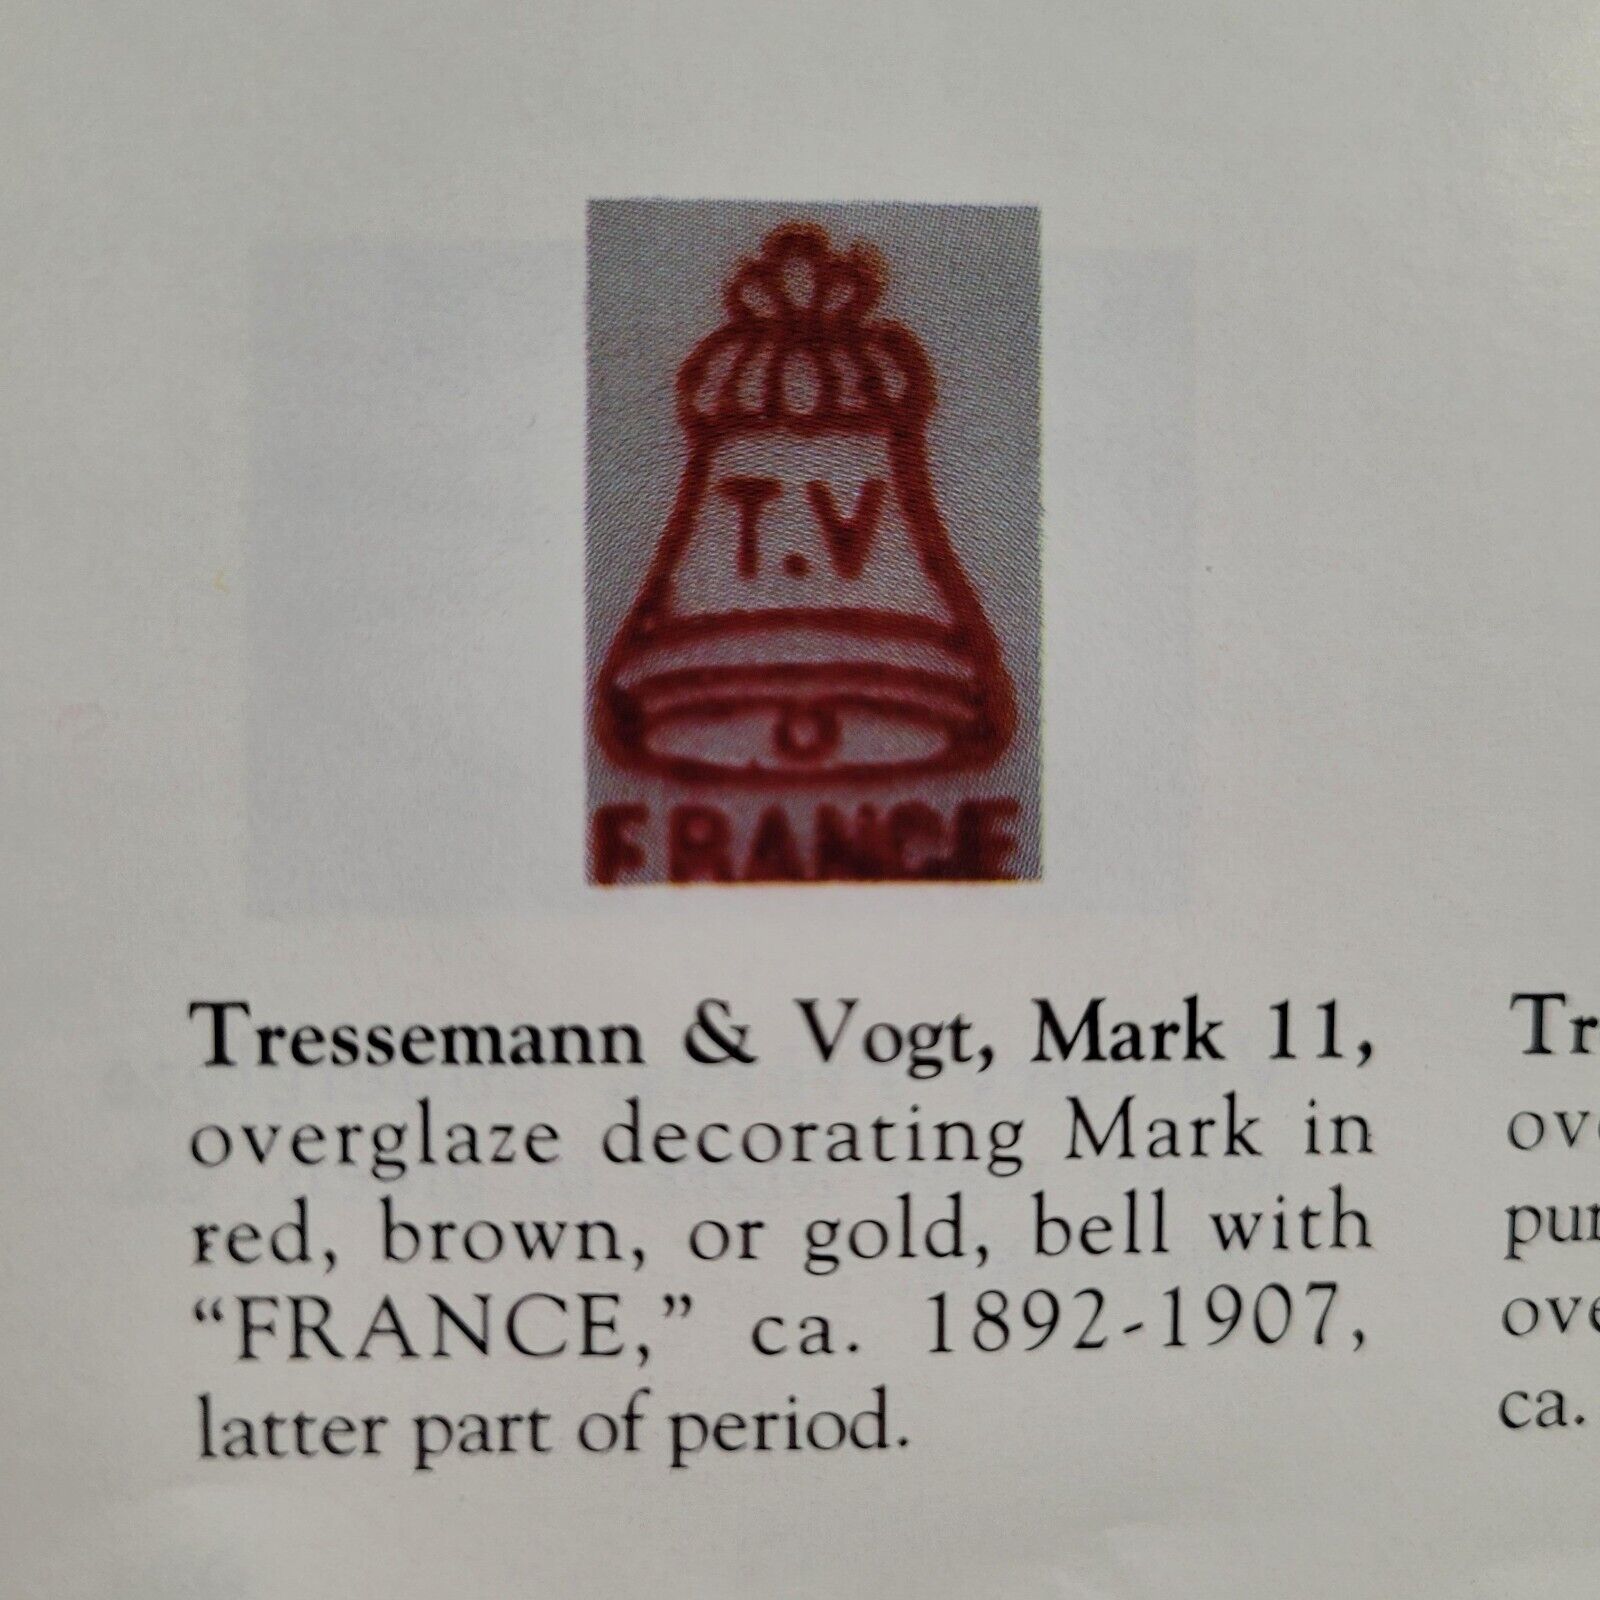 T.V
FRANCE
Tressemann & Vogt, Mark 11,
overglaze decorating Mark in
red, brown, or gold, bell with
“FRANCE,” ca. 1892-1907,
latter part of period.
Tr
ov
pur
ove
ca.